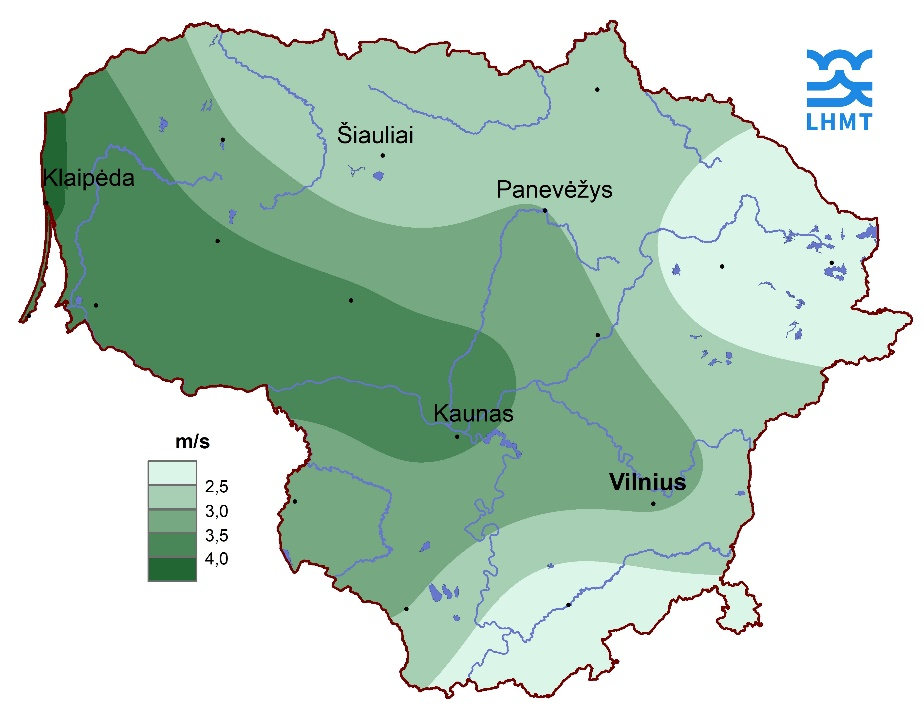 LHMT
Šiauliai
Klaipėda
Panevėžys
Kaunas
m/s
Vilnius
2,5
3,0
3,5
4,0